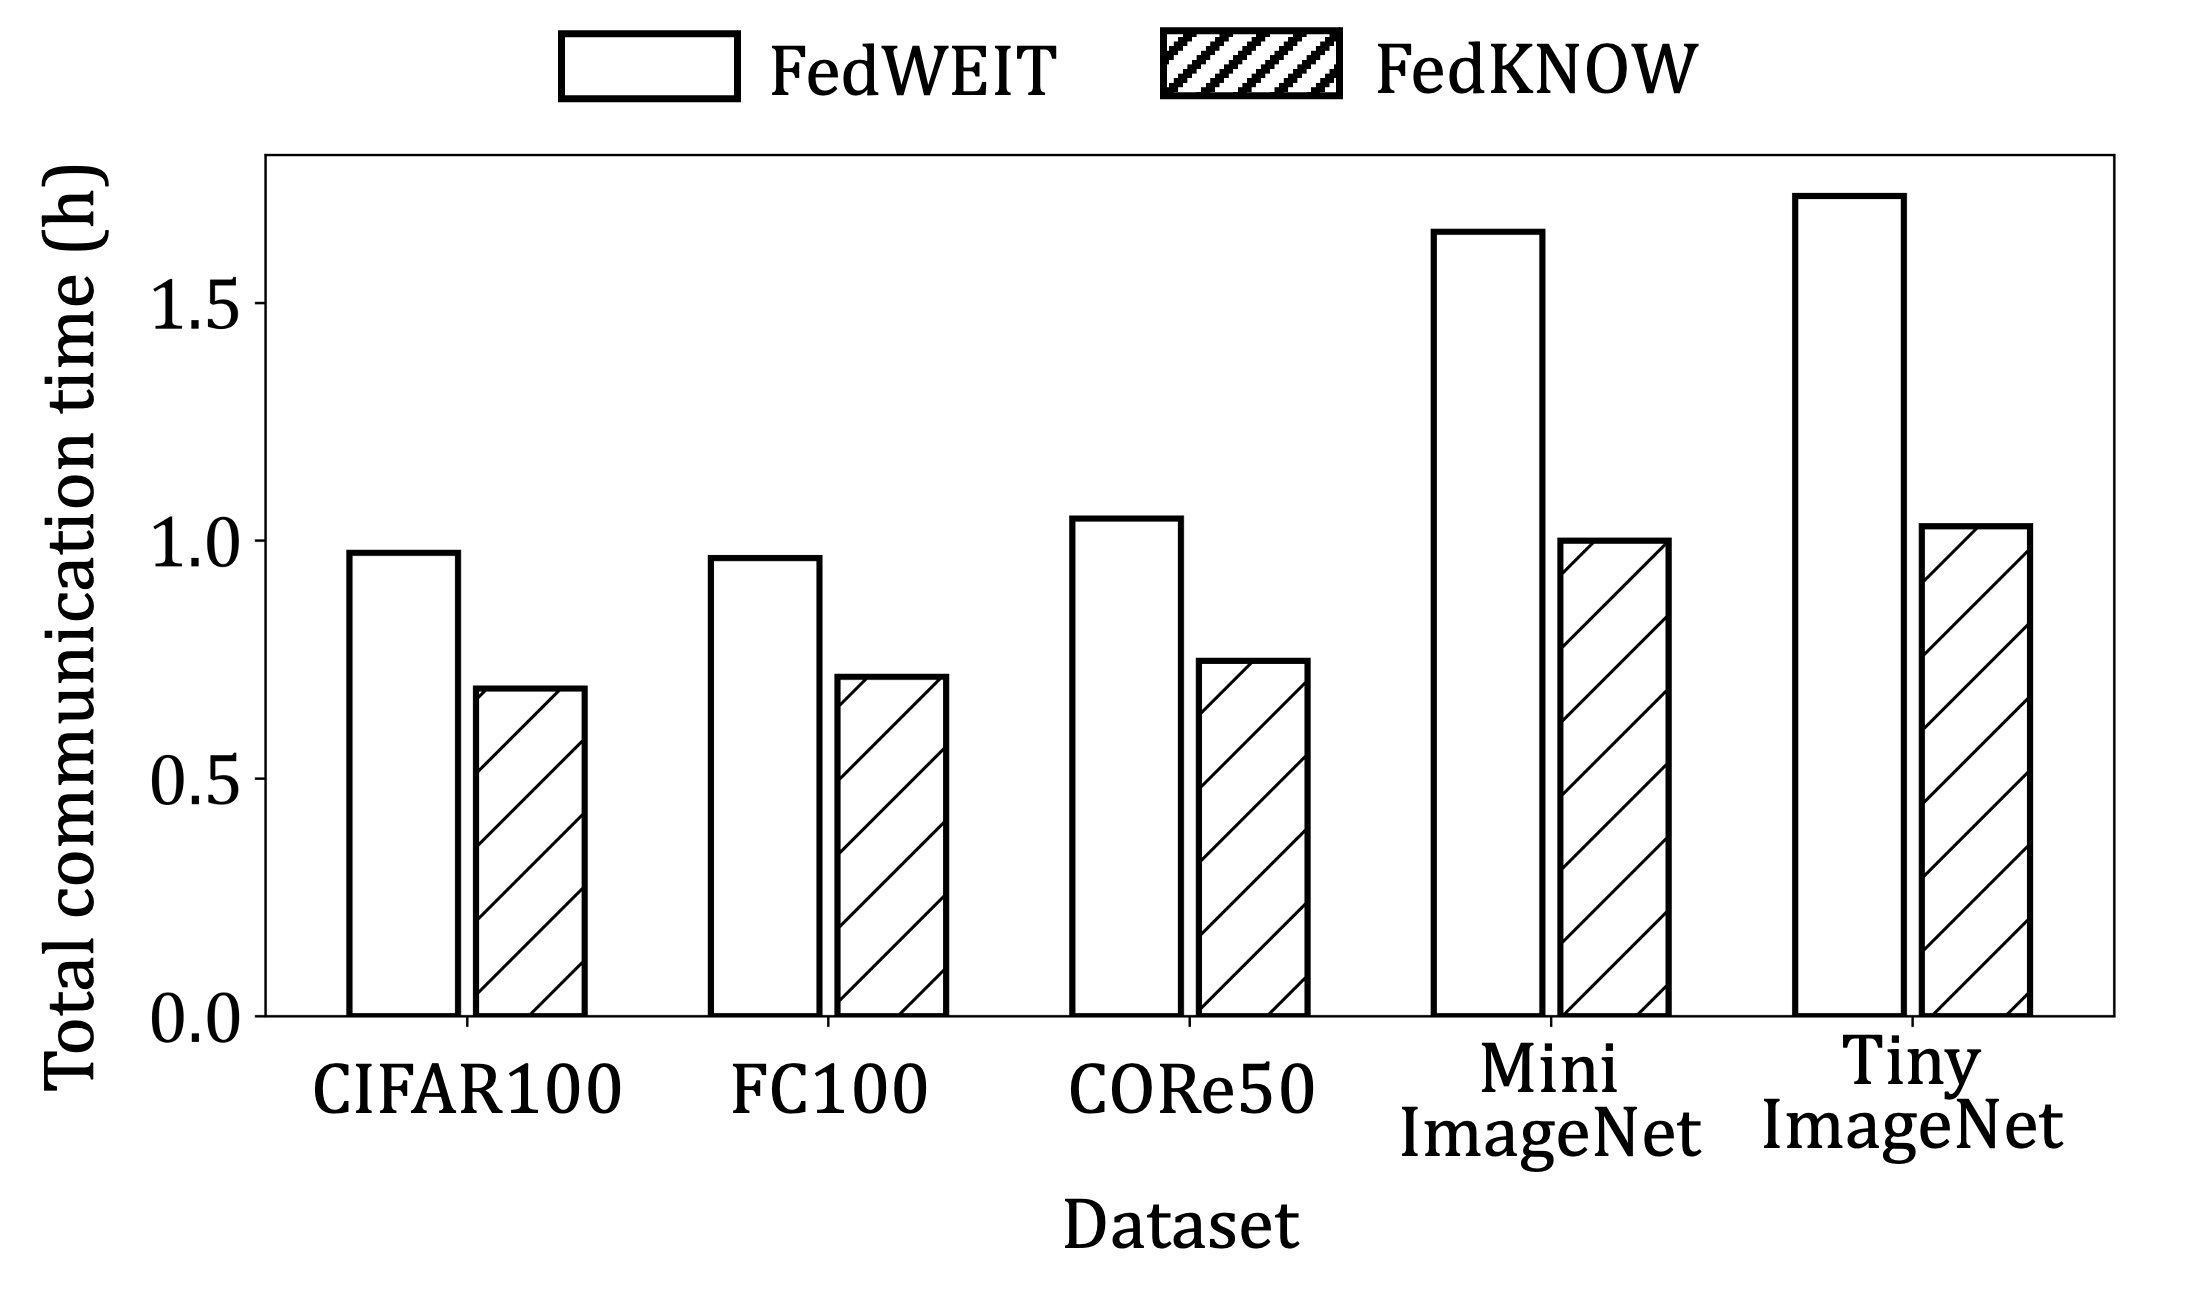 FedWEIT FedKNOW
Total communication time (h)
1.5
1.0
0.5
0.0
CIFAR100 FC100 CORe50 Mini ImageNet Tiny ImageNet
Dataset